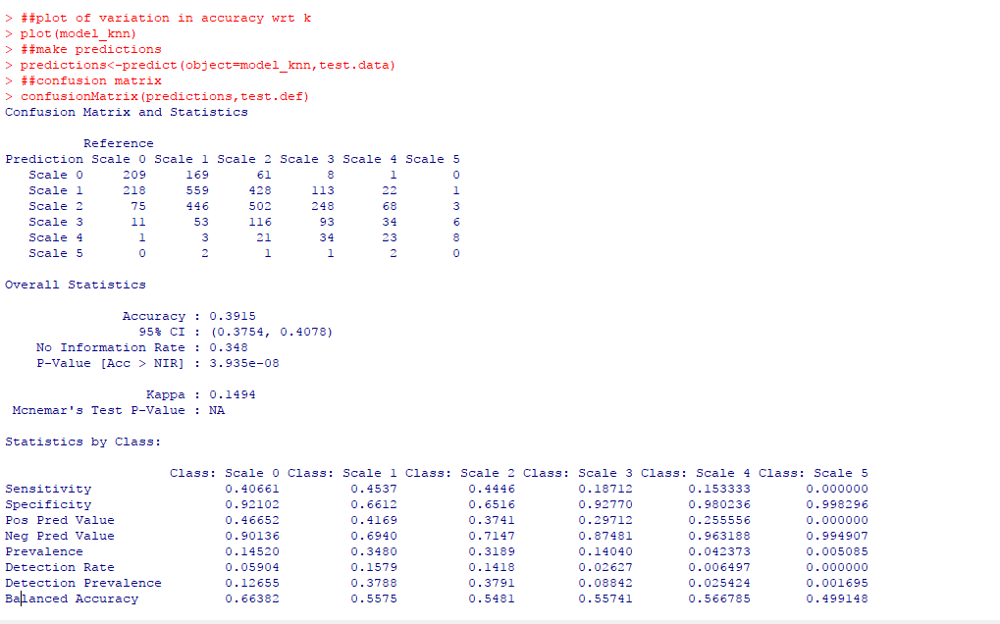 > ##plot of variation in accuracy wrt k
> plot(model_knn)
> ##make predictions
> predictions<-predict(object=model_knn,test.data)
> ##confusion matrix
> confusionMatrix(predictions,test.def)
Confusion Matrix and Statistics
Reference
Prediction Scale 0 Scale 1 Scale 2 Scale 3 Scale 4 Scale 5
Scale 0 209 169 61 8 1 0
Scale 1 218 559 428 113 22 1
Scale 2 75 446 502 248 68 3
Scale 3 11 53 116 93 34 6
Scale 4 1 3 21 34 23 8
Scale 5 0 2 1 1 2 0
Overall Statistics
Accuracy : 0.3915
95% CI : (0.3754, 0.4078)
No Information Rate : 0.348
P-Value [Acc > NIR] : 3.935e-08
Kappa : 0.1494
Mcnemar's Test P-Value : NA
Statistics by Class:
Class: Scale 0 Class: Scale 1 Class: Scale 2 Class: Scale 3 Class: Scale 4 Class: Scale 5
Sensitivity 0.40661 0.4537 0.4446 0.18712 0.153333 0.000000
Specificity 0.92102 0.6612 0.6516 0.92770 0.980236 0.998296
Pos Pred Value 0.46652 0.4169 0.3741 0.29712 0.255556 0.000000
Neg Pred Value 0.90136 0.6940 0.7147 0.87481 0.963188 0.994907
Prevalence 0.14520 0.3480 0.3189 0.14040 0.042373 0.005085
Detection Rate 0.05904 0.1579 0.1418 0.02627 0.006497 0.000000
Detection Prevalence 0.12655 0.3788 0.3791 0.08842 0.025424 0.001695
Balanced Accuracy 0.66382 0.5575 0.5481 0.55741 0.566785 0.499148